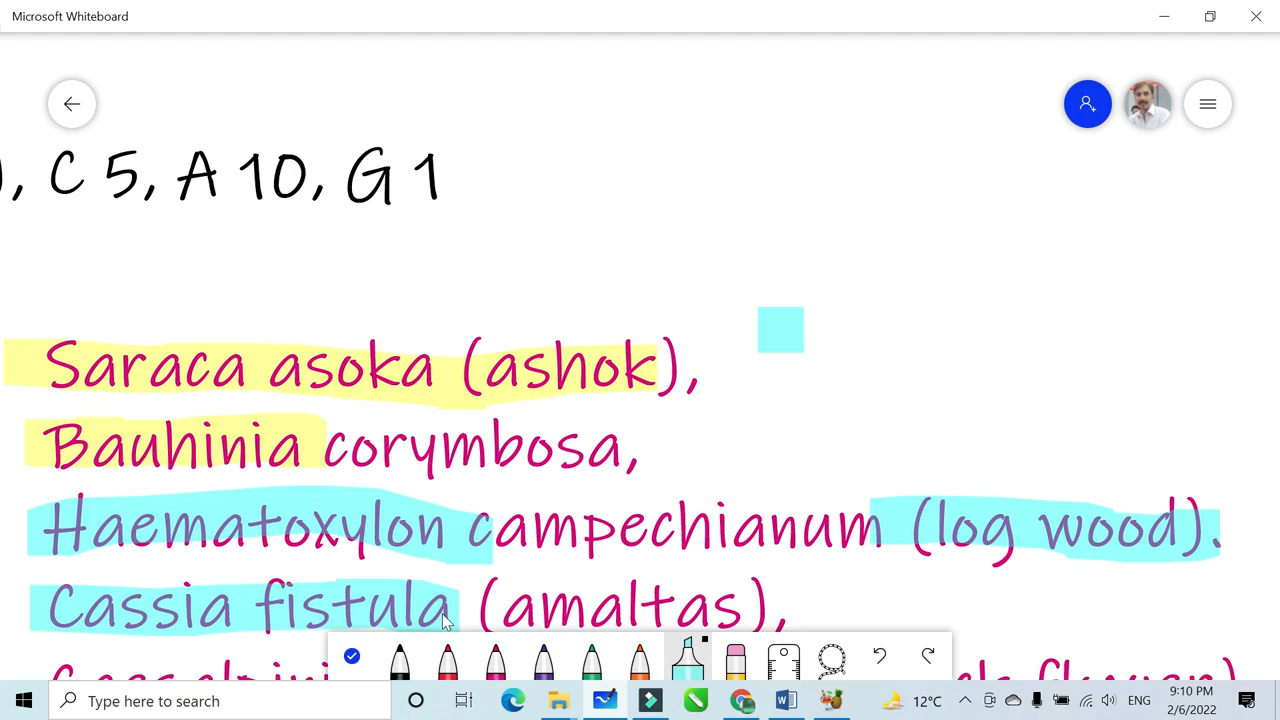 Microsoft Whiteboard
), C 5, A 10, G 1
Saraca asoka (ashok),
Bauhinia corymbosa,
Haematoxylon campechianum (log wood).
Cassia fistula (amaltas),
Type here to search
12°C
ENG
9:10 PM
2/6/2022